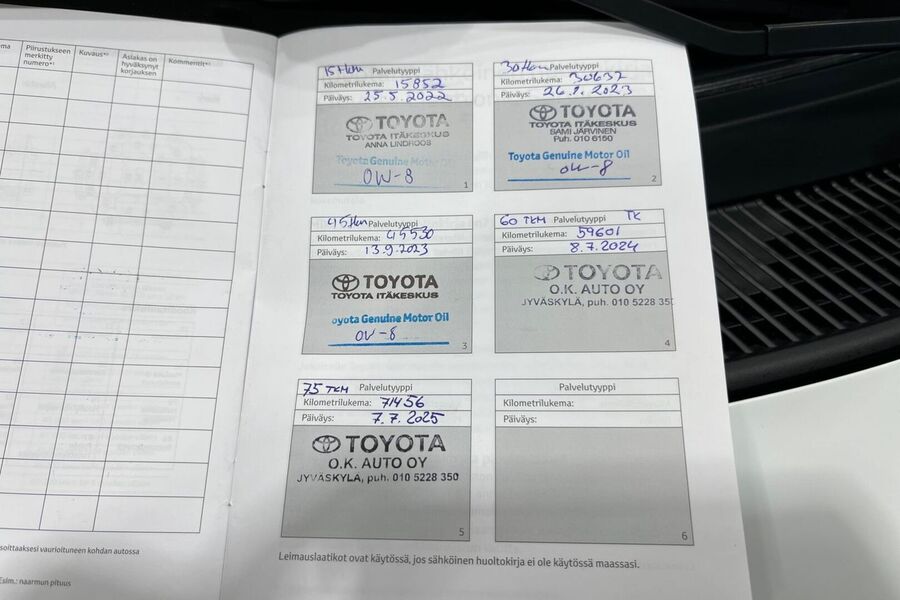 Piirustukseen
merkitty
numero*¹
Kuvaus*²
Asiakas on
hyväksynyt
korjauksen
Kommentit*³
15 tkm Palvelutyyppi
Kilometrilukema: 15852
Päiväys: 25.5.2022
TOYOTA
TOYOTA ITÄKESKUS
ANNA LINDROOS
Toyota Genuine Motor Oil
0W-8
1
30 tkm Palvelutyyppi
Kilometrilukema: 30637
Päiväys: 26.1.2023
TOYOTA
TOYOTA ITÄKESKUS
SAMI JÄRVINEN
Puh. 010 6150
Toyota Genuine Motor Oil
0W-8
2
45 tkm Palvelutyyppi
Kilometrilukema: 45530
Päiväys: 13.9.2023
TOYOTA
TOYOTA ITÄKESKUS
oyota Genuine Motor Oil
0W-8
3
60 TKM Palvelutyyppi TK
Kilometrilukema: 59601
Päiväys: 8.7.2024
TOYOTA
O.K. AUTO OY
JYVÄSKYLÄ, puh. 010 5228 35
4
75 TKM Palvelutyyppi
Kilometrilukema: 71456
Päiväys: 7.7.2025
TOYOTA
O.K. AUTO OY
JYVÄSKYLÄ, puh. 010 5228 350
5
Palvelutyyppi
Kilometrilukema:
Päiväys:
6
Leimauslaatikot ovat käytössä, jos sähköinen huoltokirja ei ole käytössä maassasi.
soittaaksesi vaurioituneen kohdan autossa
Esim.: naarmun pituus